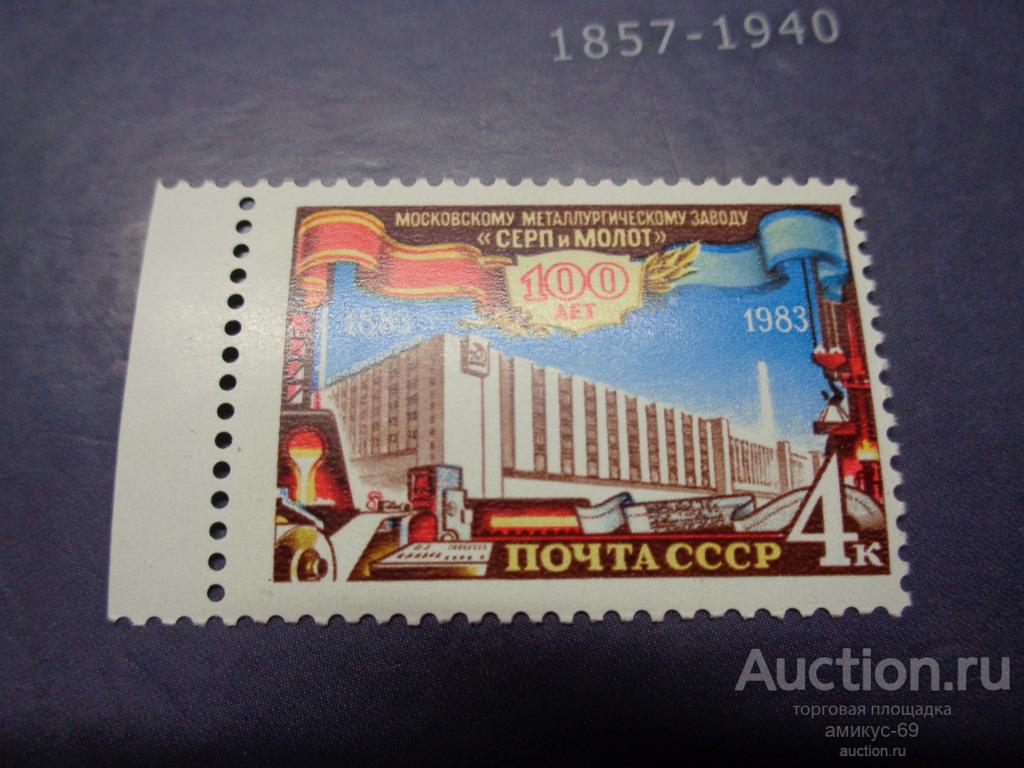 1857-1940
МОСКОВСКОМУ МЕТАЛЛУРГИЧЕСКОМУ ЗАВОДУ
«СЕРП и МОЛОТ»
100
ЛЕТ
1883
1983
ПОЧТА СССР
4к
Auction.ru
торговая площадка
амикус-69
auction.ru